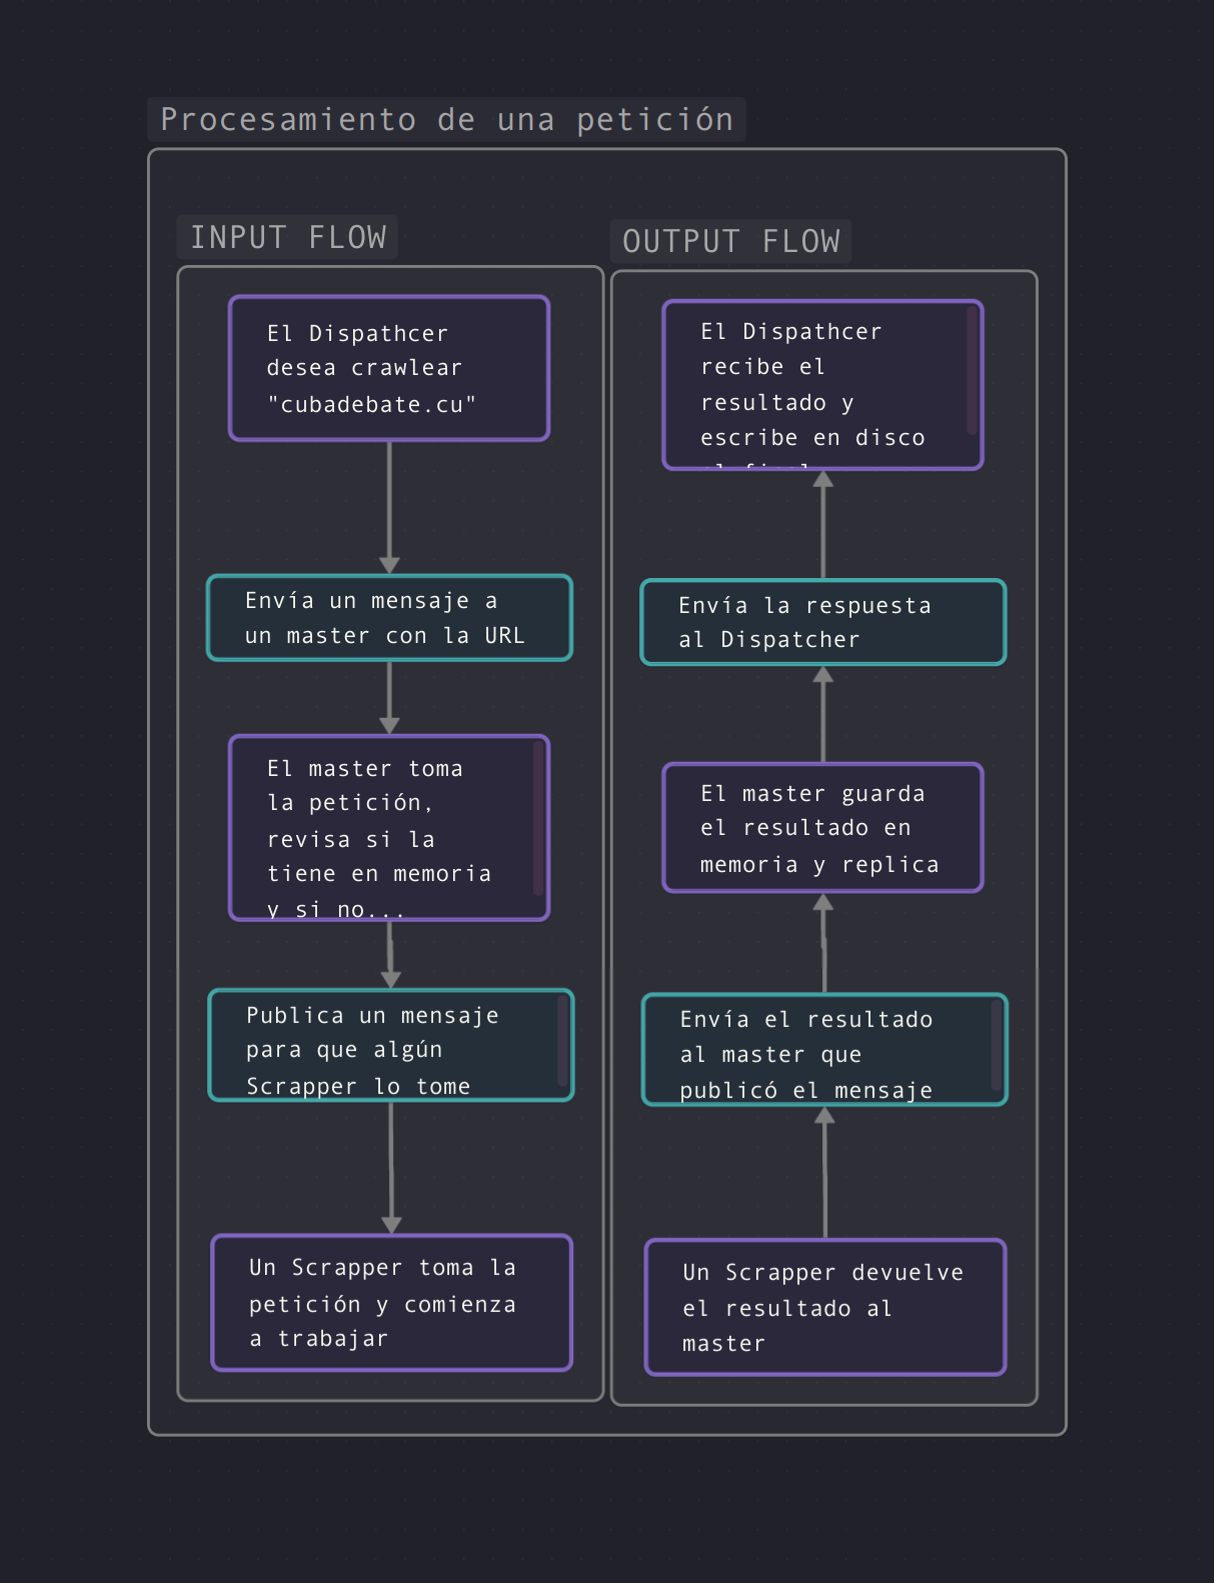 Procesamiento de una petición
INPUT FLOW
El Dispathcer
desea crawlear
"cubadebate.cu"
Envía un mensaje a
un master con la URL
El master toma
la petición,
revisa si la
tiene en memoria
y si no...
Publica un mensaje
para que algún
Scrapper lo tome
Un Scrapper toma la
petición y comienza
a trabajar
OUTPUT FLOW
El Dispathcer
recibe el
resultado y
escribe en disco
Envía la respuesta
al Dispatcher
El master guarda
el resultado en
memoria y replica
Envía el resultado
al master que
publicó el mensaje
Un Scrapper devuelve
el resultado al
master